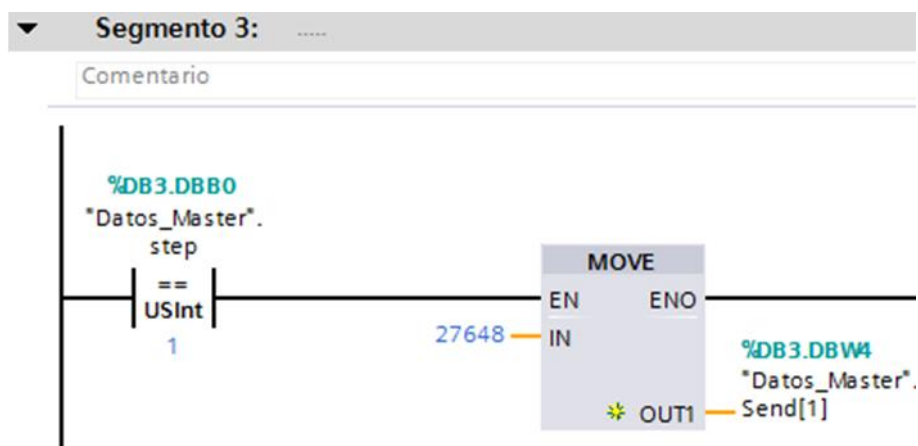 Segmento 3: .....
Comentario
%DB3.DBB0
"Datos_Master".
step
==
USInt
1
MOVE
EN ENO
27648 IN
%DB3.DBW4
"Datos_Master".
OUT1 Send[1]